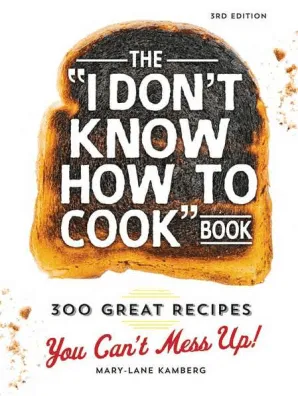 3RD EDITION
THE
"I DON'T
KNOW
HOW TO
COOK" BOOK
300 GREAT RECIPES
You Can't Mess Up!
MARY-LANE KAMBERG